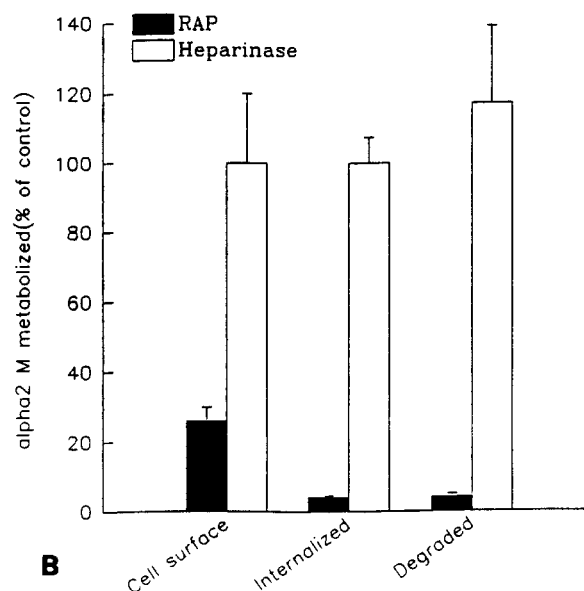 RAP
Heparinase
alpha2 M metabolized(% of control)
140
120
100
80
60
40
20
0
Cell surface
Internalized
Degraded
B